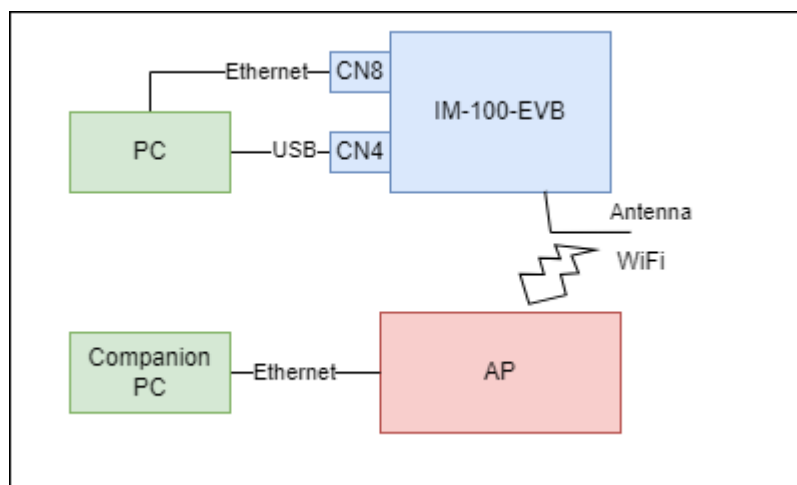 Ethernet
CN8
IM-100-EVB
PC
USB
CN4
Antenna
WiFi
Companion
PC
Ethernet
AP